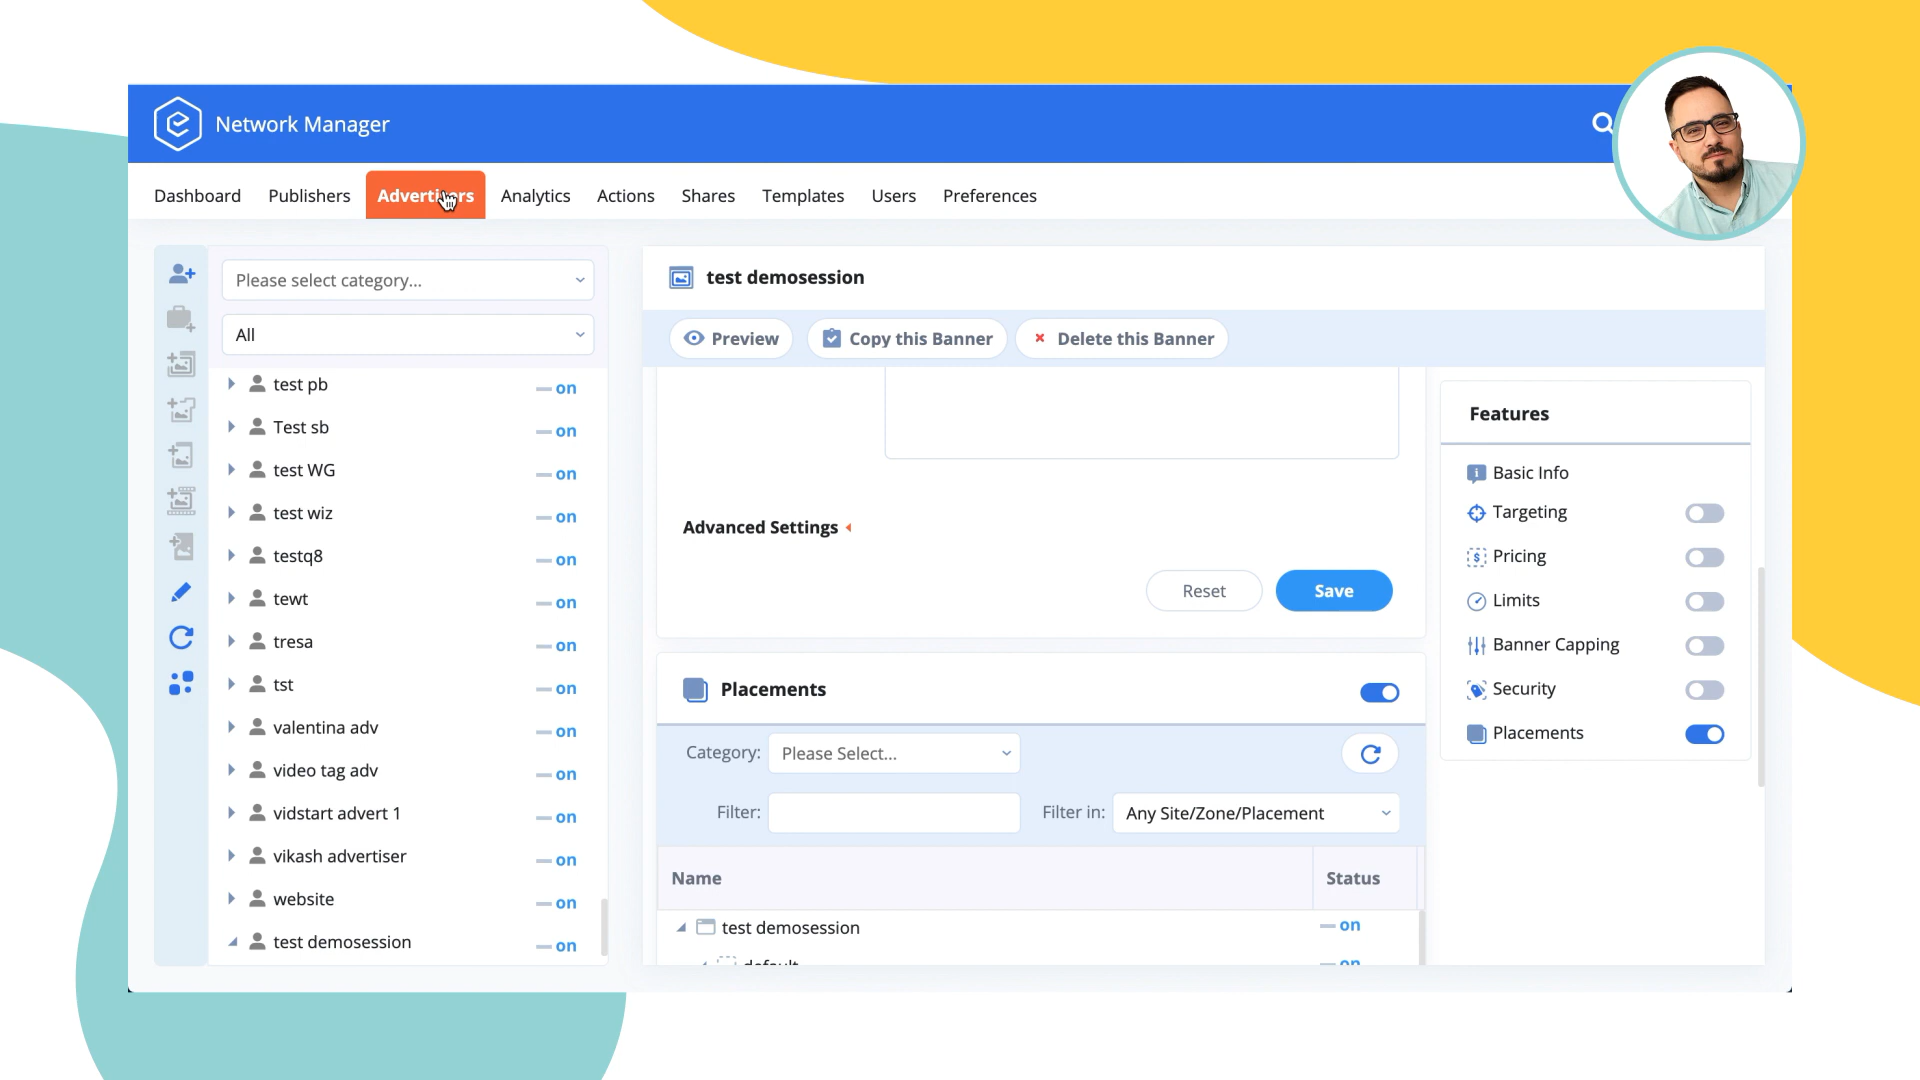 Network Manager
Dashboard Publishers Advertisers Analytics Actions Shares Templates Users Preferences
Please select category...
All
test pb on
Test sb on
test WG on
test wiz on
testq8 on
tewt on
tresa on
tst on
valentina adv on
video tag adv on
vidstart advert 1 on
vikash advertiser on
website on
test demosession on
test demosession
Preview Copy this Banner Delete this Banner
Advanced Settings
Reset Save
Placements
Category: Please Select...
Filter: Filter in: Any Site/Zone/Placement
Name Status
test demosession on
default on
Features
Basic Info
Targeting
Pricing
Limits
Banner Capping
Security
Placements